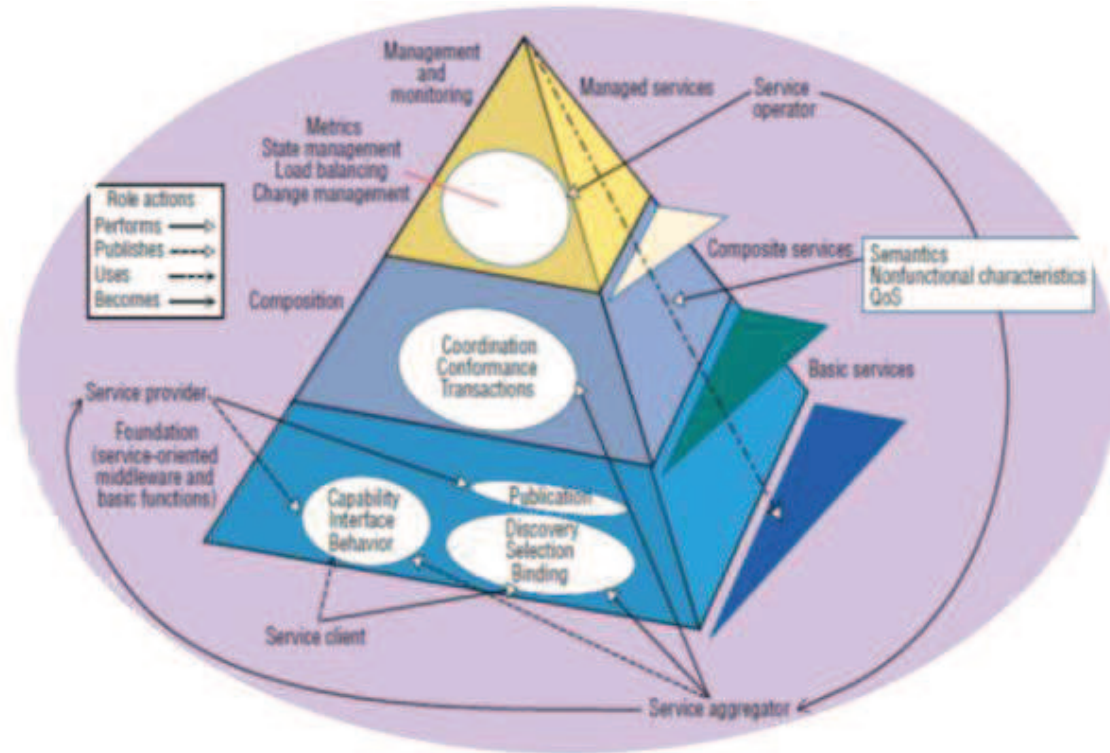 Management
and
monitoring
Managed services
Service
operator
Metrics
State management
Load balancing
Change management
Role actions
Performs
Publishes
Uses
Becomes
Composite services
Semantics
Nonfunctional characteristics
QoS
Composition
Coordination
Conformance
Transactions
Basic services
Service provider
Foundation
(service-oriented
middleware and
basic functions)
Capability
Interface
Behavior
Publication
Discovery
Selection
Binding
Service client
Service aggregator